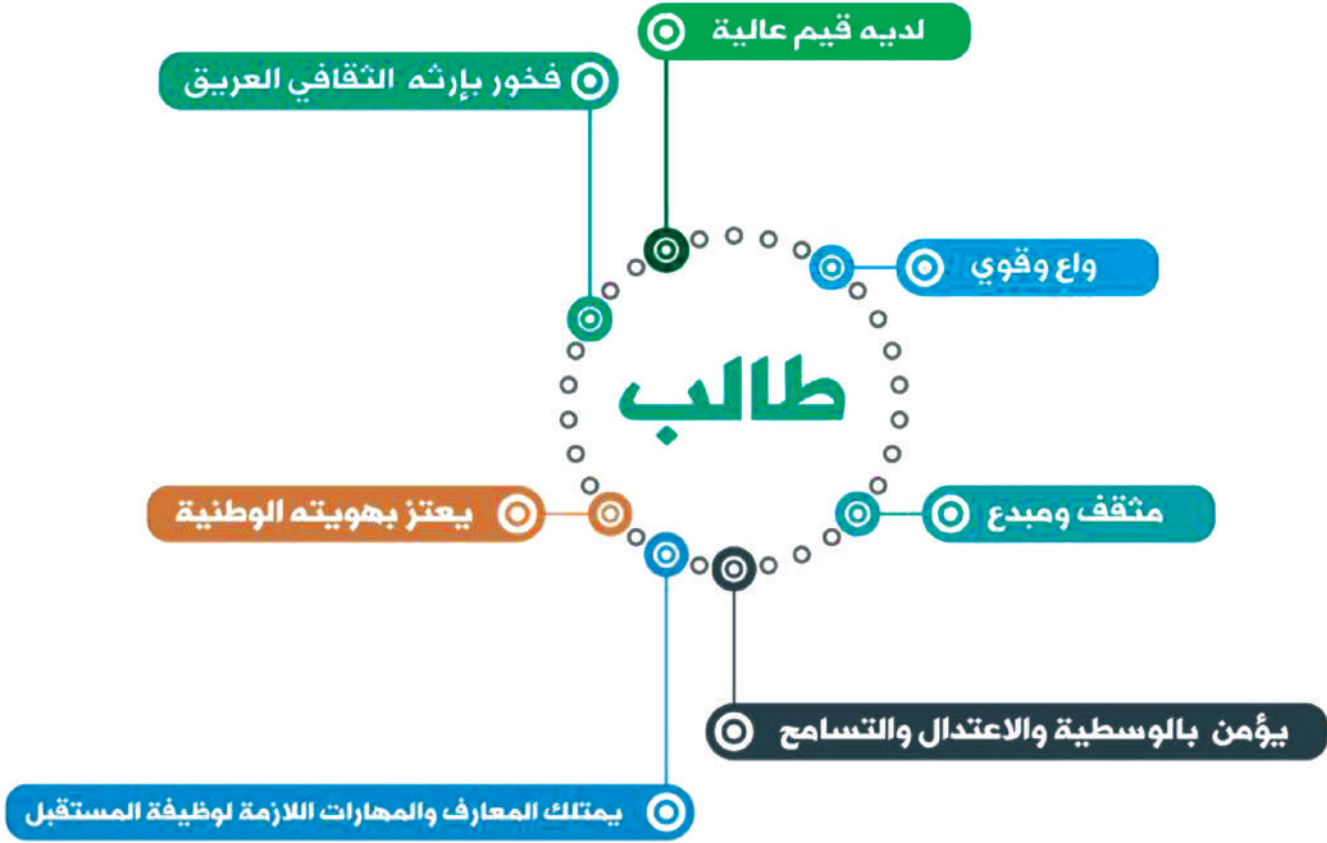 لديه قيم عالية
فخور بإرثه الثقافي العريق
واع وقوي
طالب
يعتز بهويته الوطنية
مثقف ومبدع
يؤمن بالوسطية والاعتدال والتسامح
يمتلك المعارف والمهارات اللازمة لوظيفة المستقبل